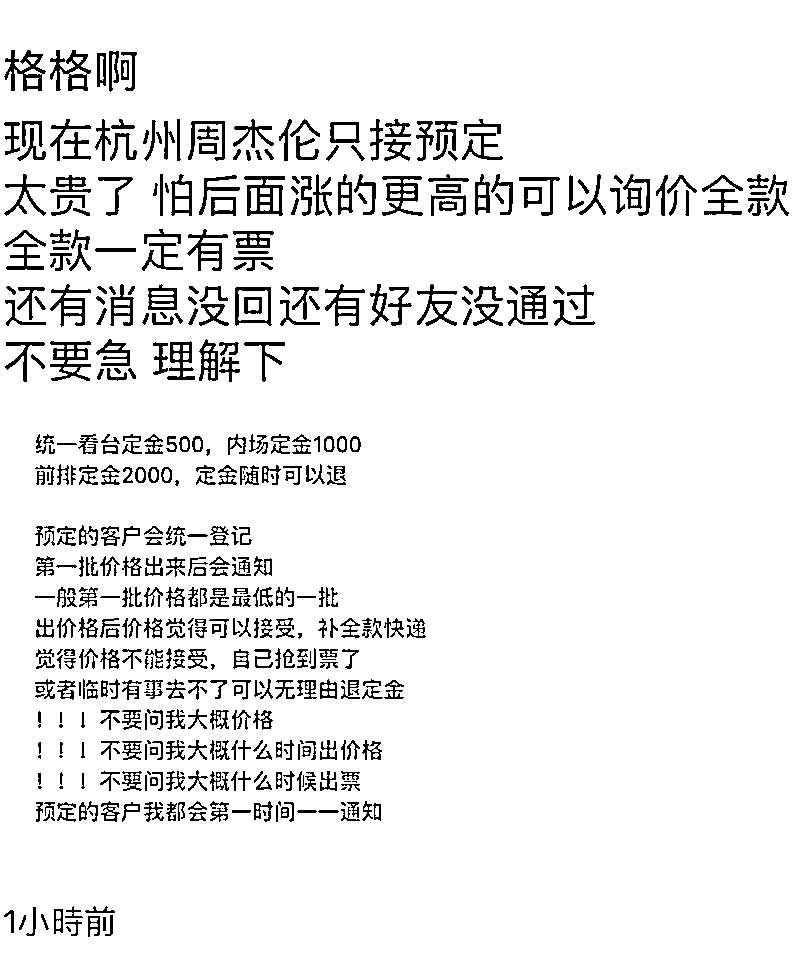 格格啊
现在杭州周杰伦只接预定
太贵了 怕后面涨的更高的可以询价全款
全款一定有票
还有消息没回还有好友没通过
不要急 理解下
统一看台定金500，内场定金1000
前排定金2000，定金随时可以退
预定的客户会统一登记
第一批价格出来后会通知
一般第一批价格都是最低的一批
出价格后价格觉得可以接受，补全款快递
觉得价格不能接受，自己抢到票了
或者临时有事去不了可以无理由退定金
！！！不要问我大概价格
！！！不要问我大概什么时间出价格
！！！不要问我大概什么时候出票
预定的客户我都会第一时间一一通知
1小時前